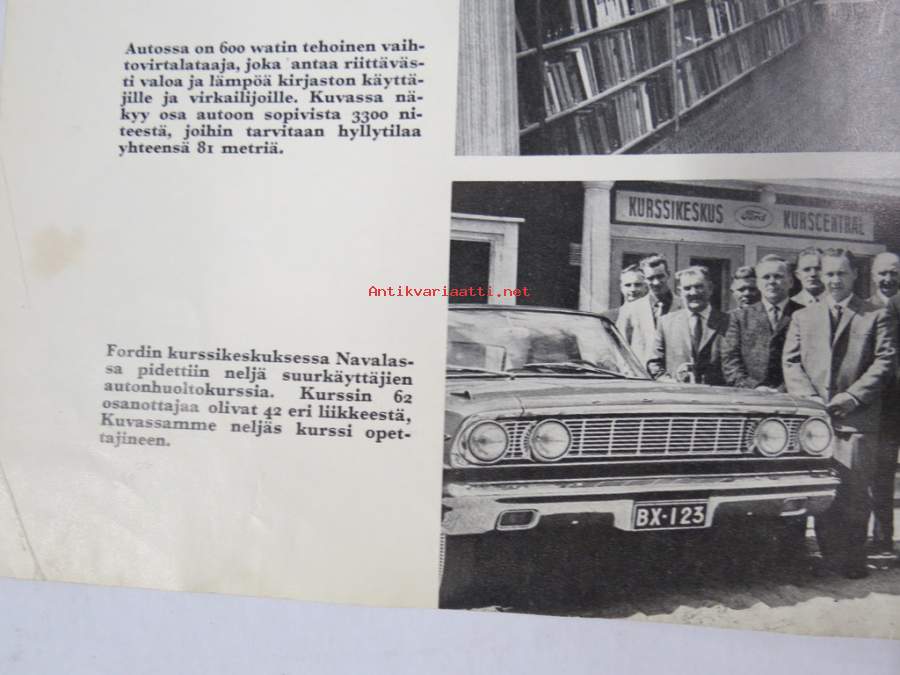 Autossa on 600 watin tehoinen vaih-
tovirtalataaja, joka antaa riittäväs-
ti valoa ja lämpöä kirjaston käyttä-
jille ja virkailijoille. Kuvassa nä-
kyy osa autoon sopivista 3300 ni-
teestä, joihin tarvitaan hyllytilaa
yhteensä 81 metriä.
KURSSIKESKUS Ford KURSCENTRAL
Antikvariaatti.net
Fordin kurssikeskuksessa Navalas-
sa pidettiin neljä suurkäyttäjien
autonhuoltokurssia. Kurssin 62
osanottajaa olivat 42 eri liikkeestä,
Kuvassamme neljäs kurssi opet-
tajineen.
BX-123